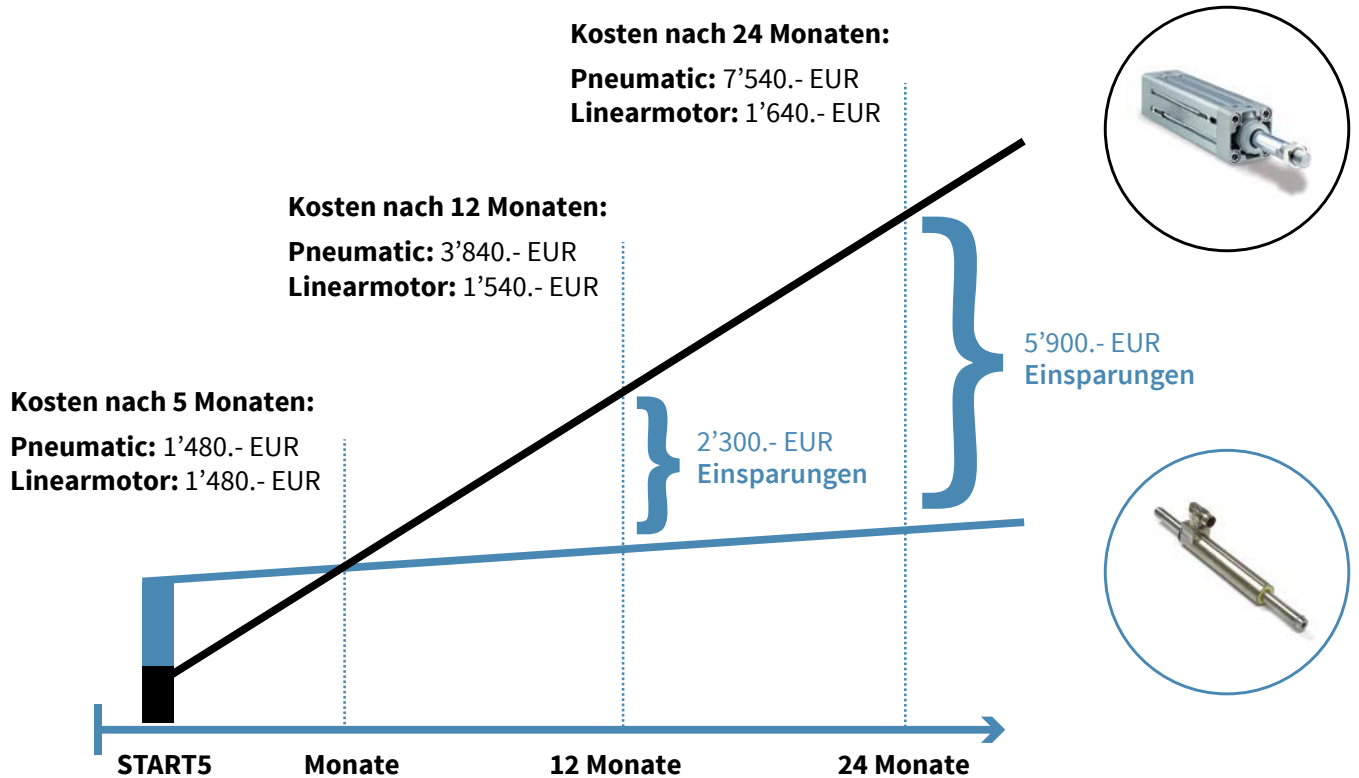 Kosten nach 24 Monaten:
Pneumatic: 7’540.- EUR
Linearmotor: 1’640.- EUR
Kosten nach 12 Monaten:
Pneumatic: 3’840.- EUR
Linearmotor: 1’540.- EUR
5’900.- EUR
Einsparungen
Kosten nach 5 Monaten:
Pneumatic: 1’480.- EUR
Linearmotor: 1’480.- EUR
2’300.- EUR
Einsparungen
START5 Monate 12 Monate 24 Monate